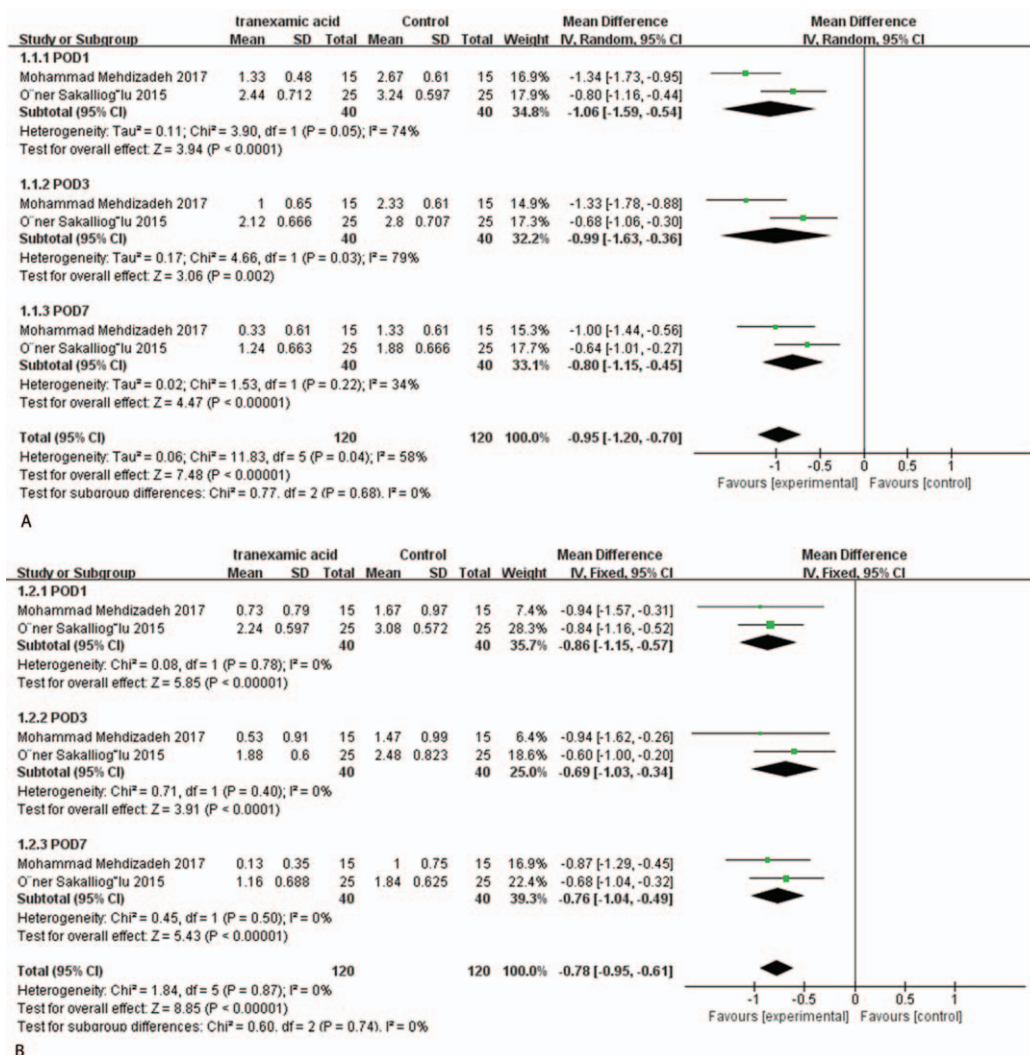 tranexamic acid Control Mean Difference Mean Difference
Study or Subgroup Mean SD Total Mean SD Total Weight IV, Random, 95% CI IV, Random, 95% CI
1.1.1 POD1
Mohammad Mehdizadeh 2017 1.33 0.48 15 2.67 0.61 15 16.9% -1.34 [-1.73, -0.95]
O¨ner Sakalliog˘lu 2015 2.44 0.712 25 3.24 0.597 25 17.9% -0.80 [-1.16, -0.44]
Subtotal (95% CI) 40 40 34.8% -1.06 [-1.59, -0.54]
Heterogeneity: Tau² = 0.11; Chi² = 3.90, df = 1 (P = 0.05); I² = 74%
Test for overall effect: Z = 3.94 (P < 0.0001)
1.1.2 POD3
Mohammad Mehdizadeh 2017 1 0.65 15 2.33 0.61 15 14.9% -1.33 [-1.78, -0.88]
O¨ner Sakalliog˘lu 2015 2.12 0.666 25 2.8 0.707 25 17.3% -0.68 [-1.06, -0.30]
Subtotal (95% CI) 40 40 32.2% -0.99 [-1.63, -0.36]
Heterogeneity: Tau² = 0.17; Chi² = 4.66, df = 1 (P = 0.03); I² = 79%
Test for overall effect: Z = 3.06 (P = 0.002)
1.1.3 POD7
Mohammad Mehdizadeh 2017 0.33 0.61 15 1.33 0.61 15 15.3% -1.00 [-1.44, -0.56]
O¨ner Sakalliog˘lu 2015 1.24 0.663 25 1.88 0.666 25 17.7% -0.64 [-1.01, -0.27]
Subtotal (95% CI) 40 40 33.1% -0.80 [-1.15, -0.45]
Heterogeneity: Tau² = 0.02; Chi² = 1.53, df = 1 (P = 0.22); I² = 34%
Test for overall effect: Z = 4.47 (P < 0.00001)
Total (95% CI) 120 120 100.0% -0.95 [-1.20, -0.70]
Heterogeneity: Tau² = 0.06; Chi² = 11.83, df = 5 (P = 0.04); I² = 58%
Test for overall effect: Z = 7.48 (P < 0.00001)
Test for subgroup differences: Chi² = 0.77, df = 2 (P = 0.68), I² = 0%
-1 -0.5 0 0.5 1
Favours [experimental] Favours [control]
A
tranexamic acid Control Mean Difference Mean Difference
Study or Subgroup Mean SD Total Mean SD Total Weight IV, Fixed, 95% CI IV, Fixed, 95% CI
1.2.1 POD1
Mohammad Mehdizadeh 2017 0.73 0.79 15 1.67 0.97 15 7.4% -0.94 [-1.57, -0.31]
O¨ner Sakalliog˘lu 2015 2.24 0.597 25 3.08 0.572 25 28.3% -0.84 [-1.16, -0.52]
Subtotal (95% CI) 40 40 35.7% -0.86 [-1.15, -0.57]
Heterogeneity: Chi² = 0.08, df = 1 (P = 0.78); I² = 0%
Test for overall effect: Z = 5.85 (P < 0.00001)
1.2.2 POD3
Mohammad Mehdizadeh 2017 0.53 0.91 15 1.47 0.99 15 6.4% -0.94 [-1.62, -0.26]
O¨ner Sakalliog˘lu 2015 1.88 0.6 25 2.48 0.823 25 18.6% -0.60 [-1.00, -0.20]
Subtotal (95% CI) 40 40 25.0% -0.69 [-1.03, -0.34]
Heterogeneity: Chi² = 0.71, df = 1 (P = 0.40); I² = 0%
Test for overall effect: Z = 3.91 (P < 0.0001)
1.2.3 POD7
Mohammad Mehdizadeh 2017 0.13 0.35 15 1 0.75 15 16.9% -0.87 [-1.29, -0.45]
O¨ner Sakalliog˘lu 2015 1.16 0.688 25 1.84 0.625 25 22.4% -0.68 [-1.04, -0.32]
Subtotal (95% CI) 40 40 39.3% -0.76 [-1.04, -0.49]
Heterogeneity: Chi² = 0.45, df = 1 (P = 0.50); I² = 0%
Test for overall effect: Z = 5.43 (P < 0.00001)
Total (95% CI) 120 120 100.0% -0.78 [-0.95, -0.61]
Heterogeneity: Chi² = 1.84, df = 5 (P = 0.87); I² = 0%
Test for overall effect: Z = 8.85 (P < 0.00001)
Test for subgroup differences: Chi² = 0.60, df = 2 (P = 0.74), I² = 0%
-1 -0.5 0 0.5 1
Favours [experimental] Favours [control]
B